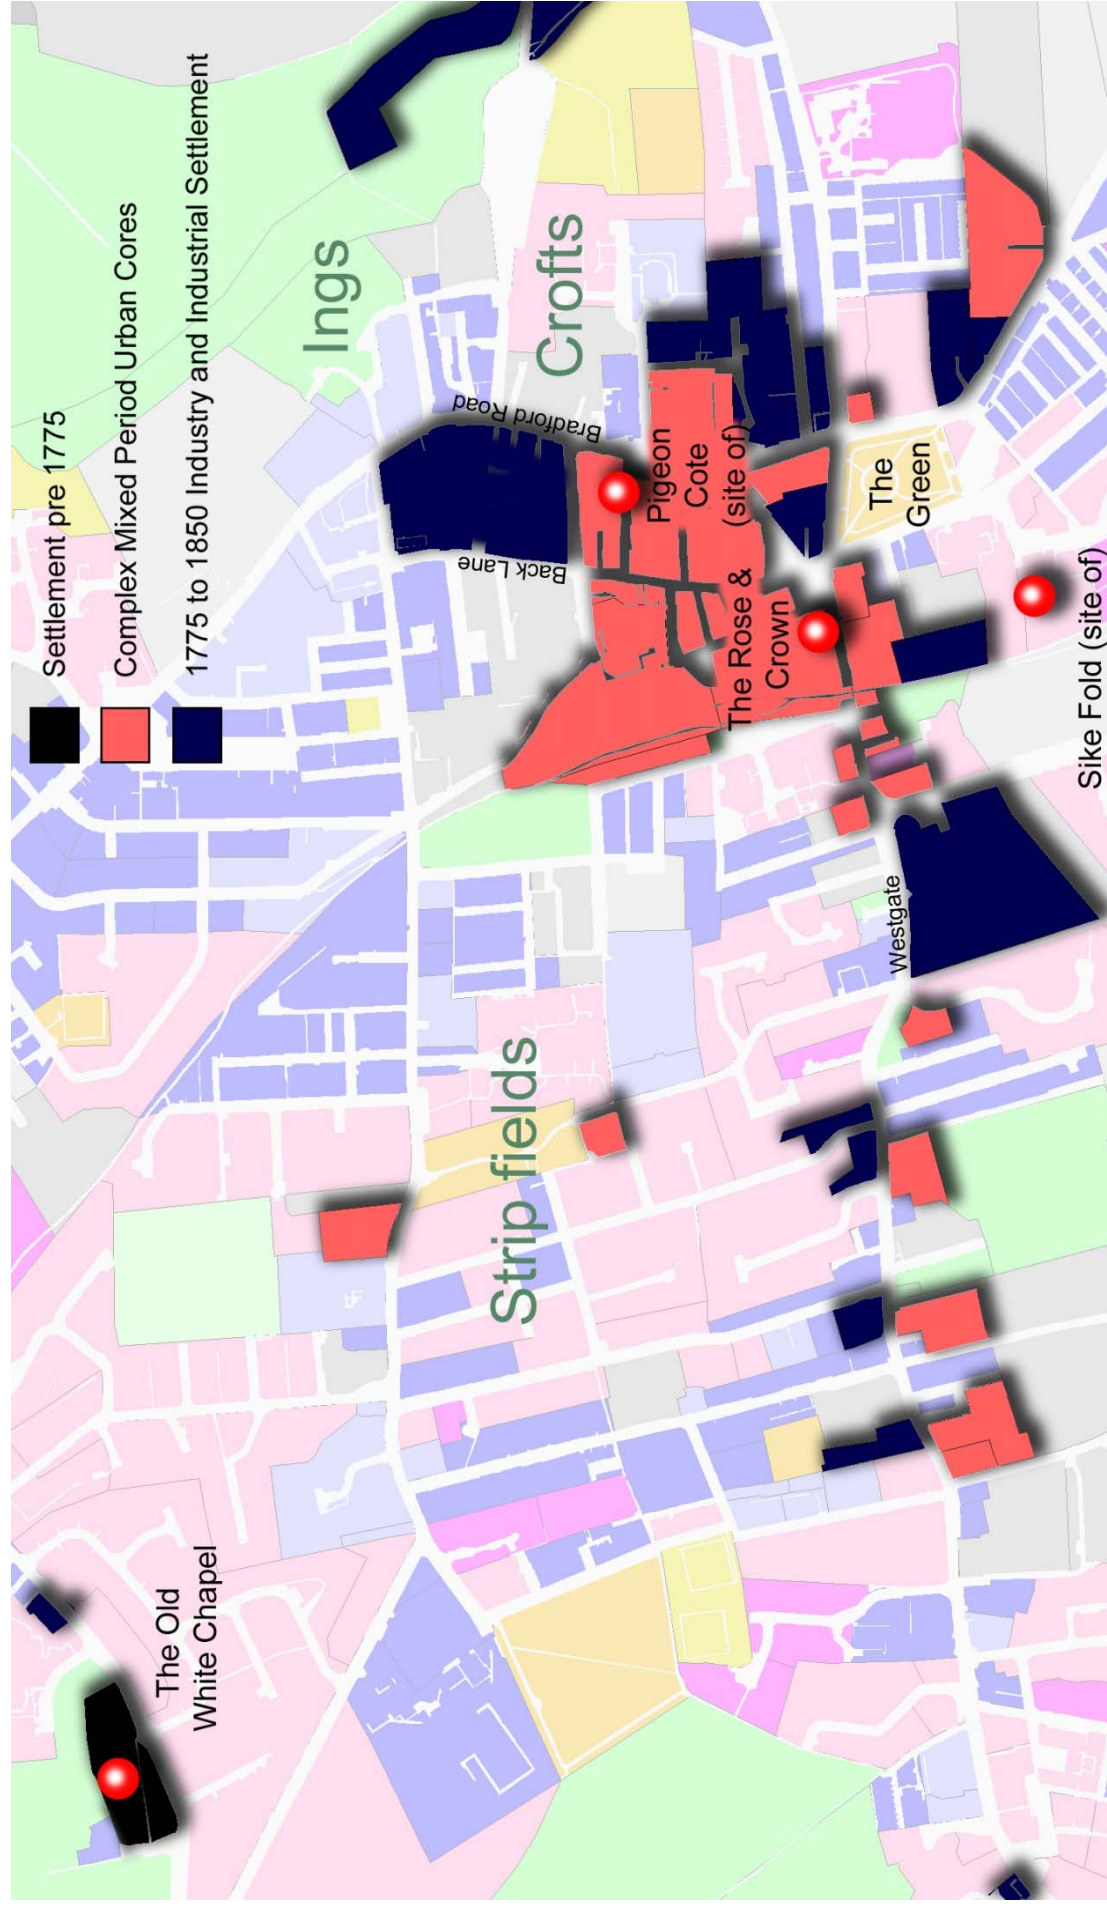 Settlement pre 1775
Complex Mixed Period Urban Cores
1775 to 1850 Industry and Industrial Settlement
The Old
White Chapel
Ings
Strip fields
Crofts
Bradford Road
Back Lane
Pigeon
Cote
(site of)
The Rose &
Crown
The
Green
Westgate
Sike Fold (site of)